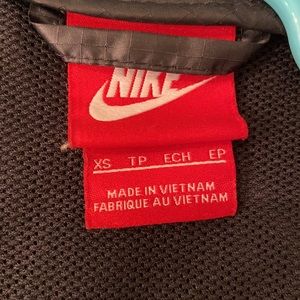 NIKE
XS TP ECH EP
MADE IN VIETNAM
FABRIQUE AU VIETNAM